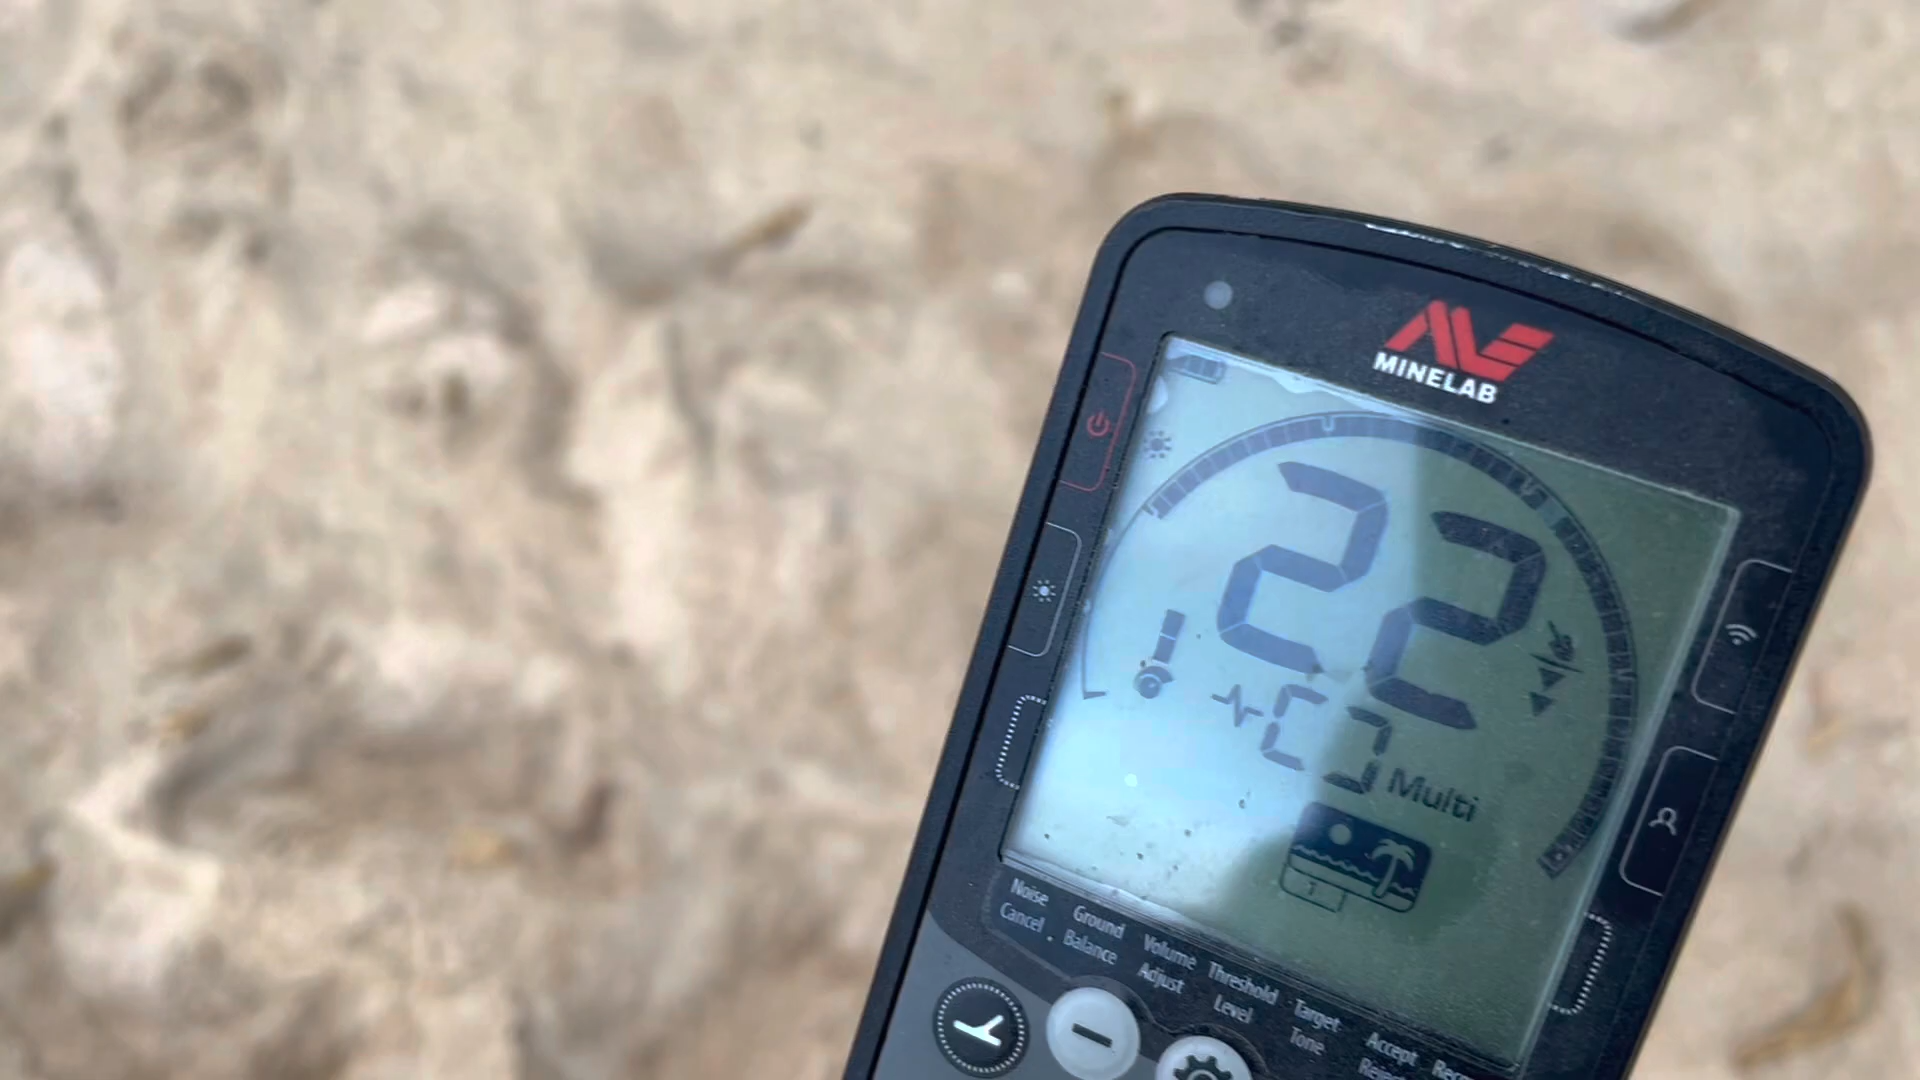 MINELAB
22
Multi
Noise
Cancel
Ground
Balance
Volume
Adjust
Threshold
Level
Target
Tone
Accept